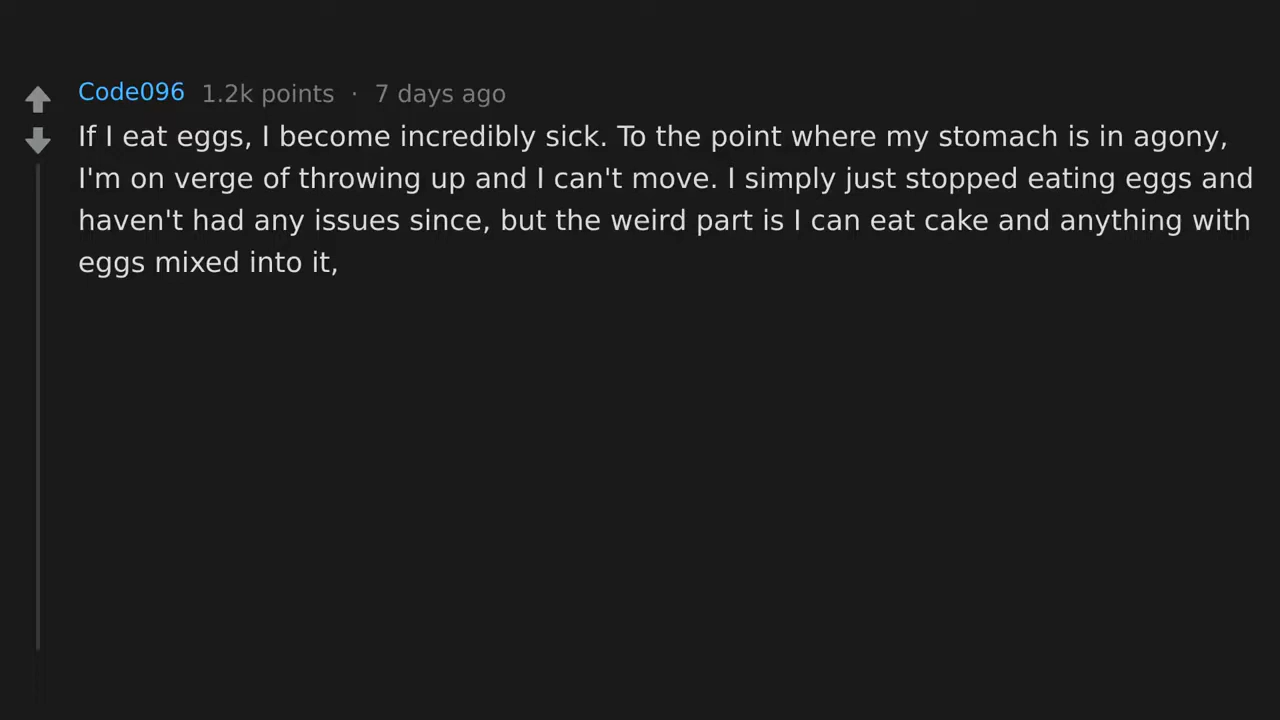 Code096 1.2k points · 7 days ago
If I eat eggs, I become incredibly sick. To the point where my stomach is in agony,
I'm on verge of throwing up and I can't move. I simply just stopped eating eggs and
haven't had any issues since, but the weird part is I can eat cake and anything with
eggs mixed into it,